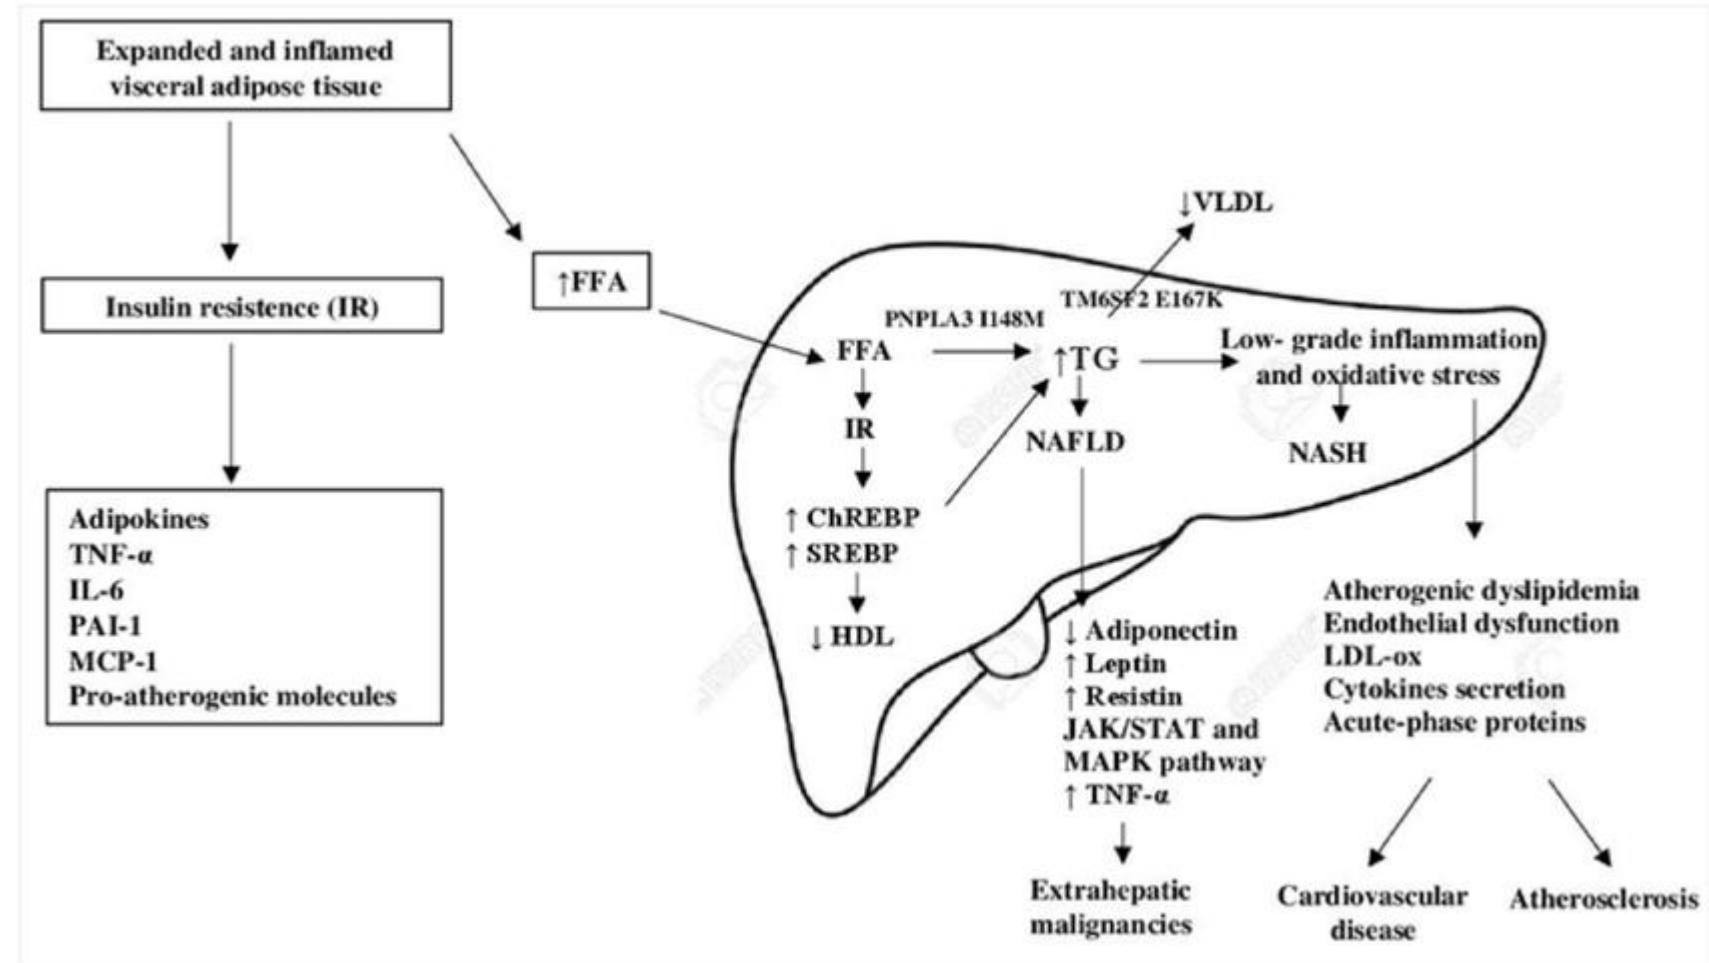 Expanded and inflamed
visceral adipose tissue
Insulin resistence (IR)
Adipokines
TNF-α
IL-6
PAI-1
MCP-1
Pro-atherogenic molecules
↑FFA
↓VLDL
TM6SF2 E167K
PNPLA3 I148M
FFA
↑TG
Low- grade inflammation
and oxidative stress
IR
NAFLD
NASH
↑ ChREBP
↑ SREBP
↓ HDL
↓ Adiponectin
↑ Leptin
↑ Resistin
JAK/STAT and
MAPK pathway
↑ TNF-α
Extrahepatic
malignancies
Atherogenic dyslipidemia
Endothelial dysfunction
LDL-ox
Cytokines secretion
Acute-phase proteins
Cardiovascular
disease
Atherosclerosis